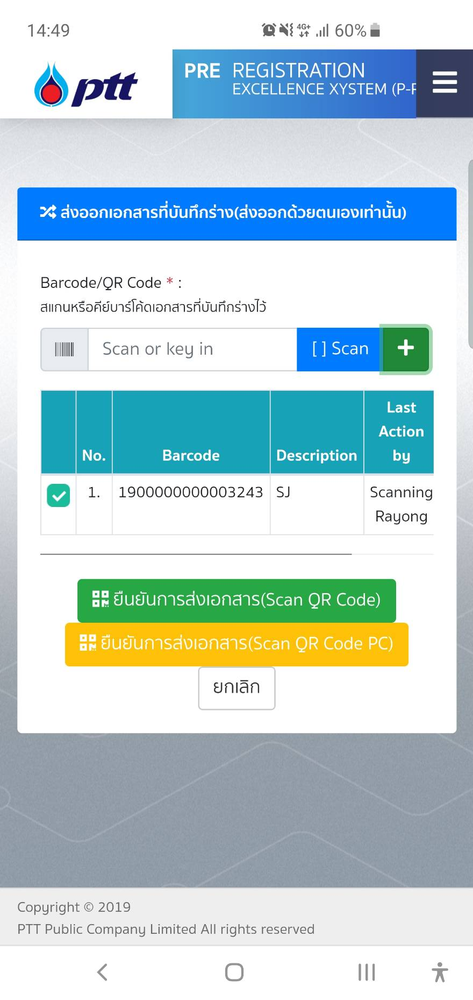 14:49
4G+
60%
ptt
PRE REGISTRATION
EXCELLENCE XYSTEM (P-
ส่งออกเอกสารที่บันทึกร่าง(ส่งออกด้วยตนเองเท่านั้น)
Barcode/QR Code * :
สแกนหรือคีย์บาร์โค้ดเอกสารที่บันทึกร่างไว้
Scan or key in
[ ] Scan
No. Barcode Description Last Action by
1. 1900000000003243 SJ Scanning Rayong
ยืนยันการส่งเอกสาร(Scan QR Code)
ยืนยันการส่งเอกสาร(Scan QR Code PC)
ยกเลิก
Copyright © 2019
PTT Public Company Limited All rights reserved